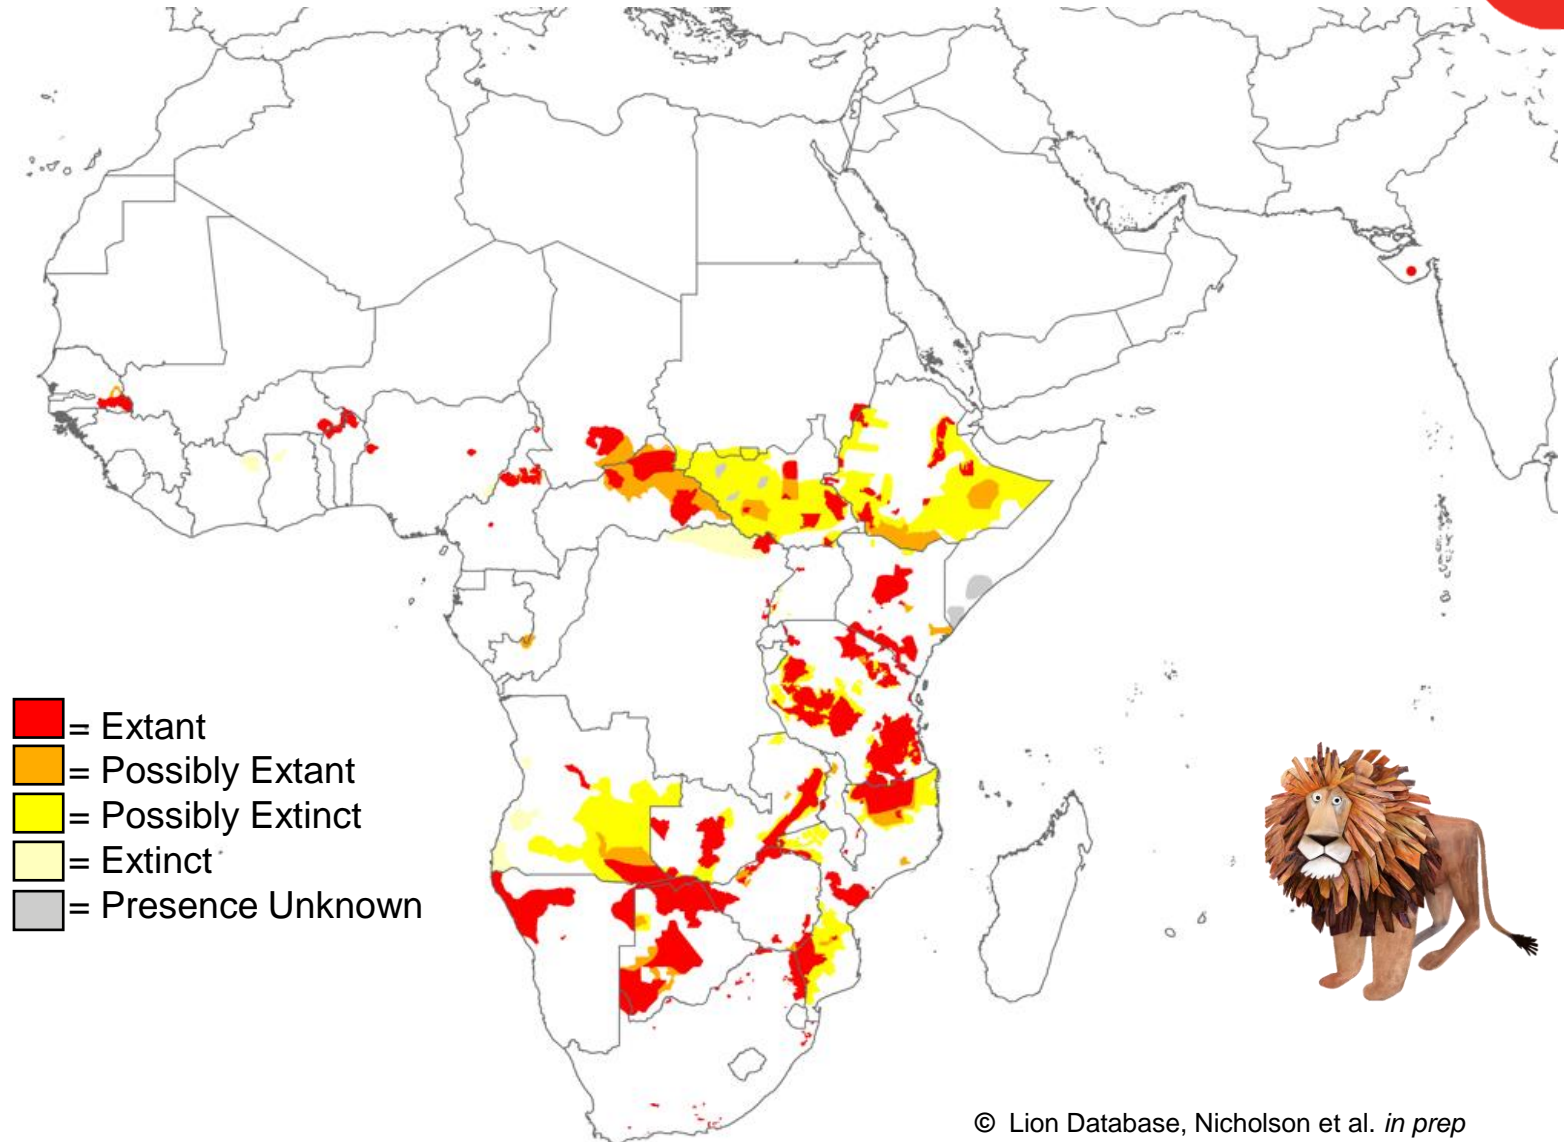 = Extant
= Possibly Extant
= Possibly Extinct
= Extinct
= Presence Unknown
© Lion Database, Nicholson et al. in prep